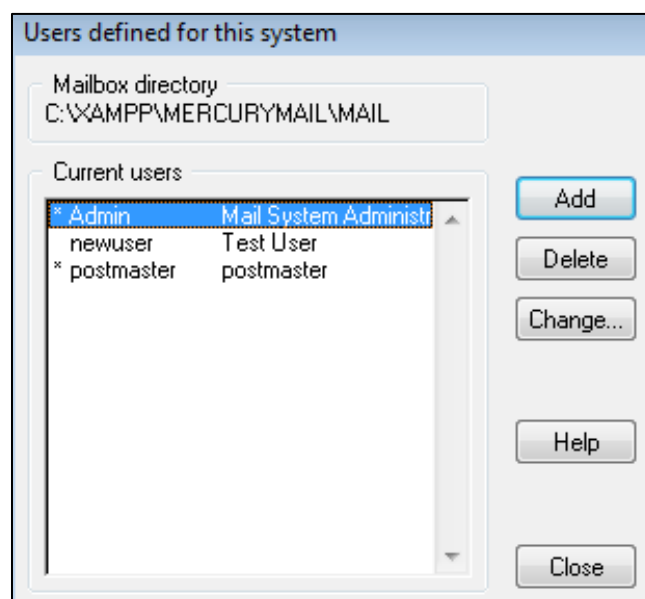 Users defined for this system
Mailbox directory
C:\XAMPP\MERCURYMAIL\MAIL
Current users
* Admin Mail System Administr
newuser Test User
* postmaster postmaster
Add
Delete
Change...
Help
Close